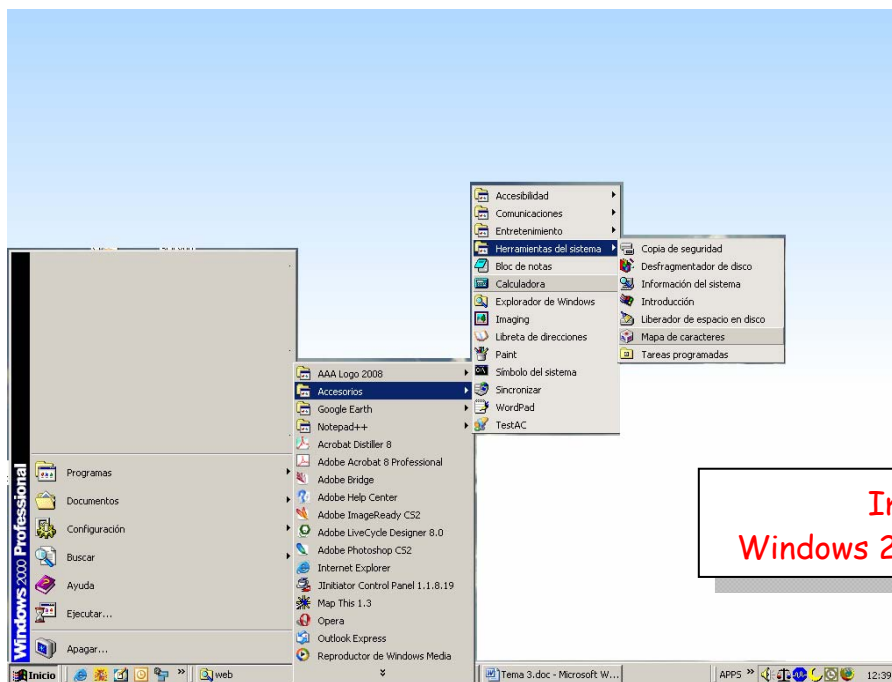 Accesibilidad
Comunicaciones
Entretenimiento
Herramientas del sistema
Bloc de notas
Calculadora
Explorador de Windows
Imaging
Libreta de direcciones
Paint
Símbolo del sistema
Sincronizar
WordPad
TestAC
Copia de seguridad
Desfragmentador de disco
Información del sistema
Introducción
Liberador de espacio en disco
Mapa de caracteres
Tareas programadas
AAA Logo 2008
Accesorios
Google Earth
Notepad++
Acrobat Distiller 8
Adobe Acrobat 8 Professional
Adobe Bridge
Adobe Help Center
Adobe ImageReady CS2
Adobe LiveCycle Designer 8.0
Adobe Photoshop CS2
Internet Explorer
JInitiator Control Panel 1.1.8.19
Map This 1.3
Opera
Outlook Express
Reproductor de Windows Media
Windows 2000 Professional
Programas
Documentos
Configuración
Buscar
Ayuda
Ejecutar...
Apagar...
Windows 2
Inicio
web
Tema 3.doc - Microsoft W...
APPS »
12:39